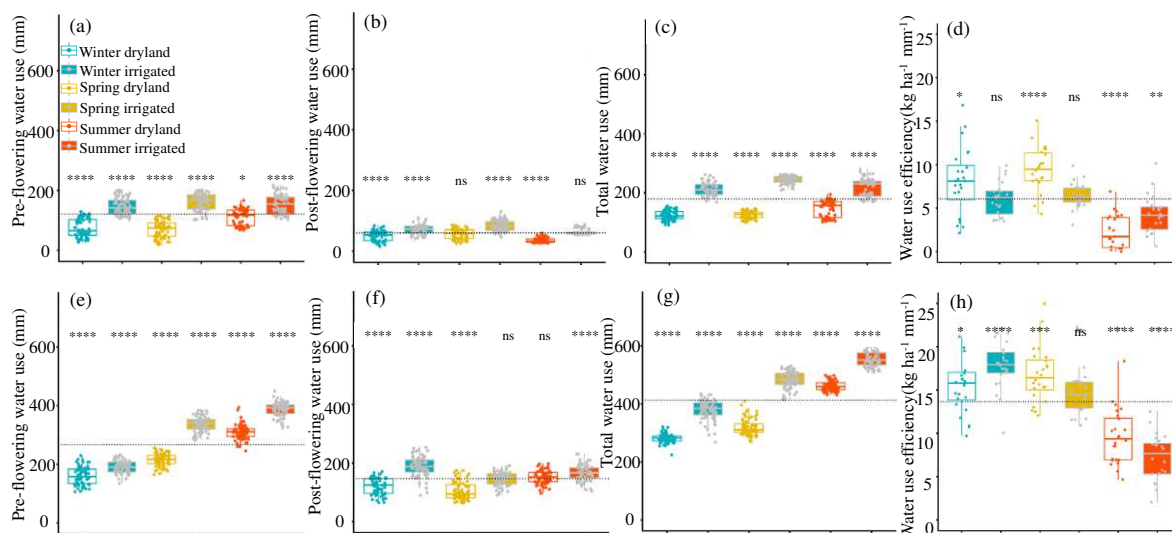 (a)
Pre-flowering water use (mm)
600
400
200
0
Winter dryland
Winter irrigated
Spring dryland
Spring irrigated
Summer dryland
Summer irrigated
**** **** **** **** * ****
(b)
Post-flowering water use (mm)
600
400
200
0
**** **** ns **** **** ns
(c)
Total water use (mm)
600
400
200
0
**** **** **** **** **** ****
(d)
Water use efficiency(kg ha⁻¹ mm⁻¹)
25
20
15
10
5
0
* ns **** ns **** **
(e)
Pre-flowering water use (mm)
600
400
200
0
**** **** **** **** **** ****
(f)
Post-flowering water use (mm)
600
400
200
0
**** **** **** ns ns ****
(g)
Total water use (mm)
600
400
200
0
**** **** **** **** **** ****
(h)
Water use efficiency(kg ha⁻¹ mm⁻¹)
25
20
15
10
5
0
* **** *** ns **** ****